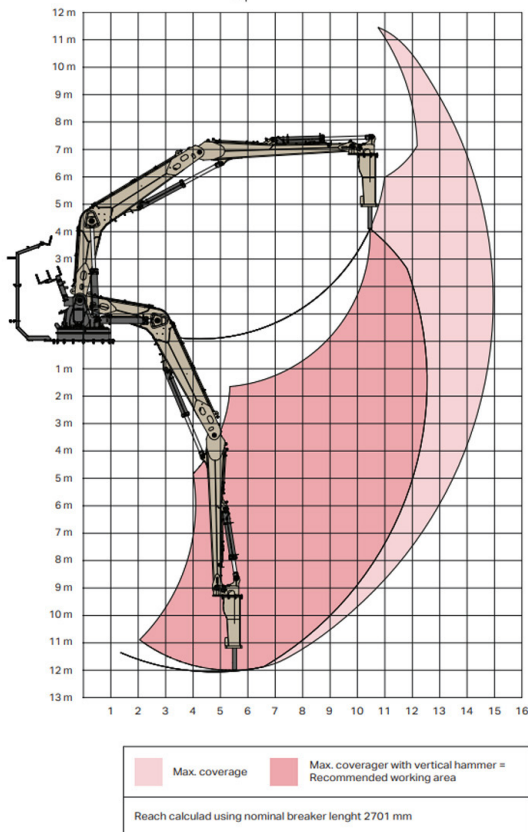 12 m
11 m
10 m
9 m
8 m
7 m
6 m
5 m
4 m
3 m
1 m
2 m
3 m
4 m
5 m
6 m
7 m
8 m
9 m
10 m
11 m
12 m
13 m
1 2 3 4 5 6 7 8 9 10 11 12 13 14 15 16
Max. coverage
Max. coverager with vertical hammer =
Recommended working area
Reach calculad using nominal breaker lenght 2701 mm